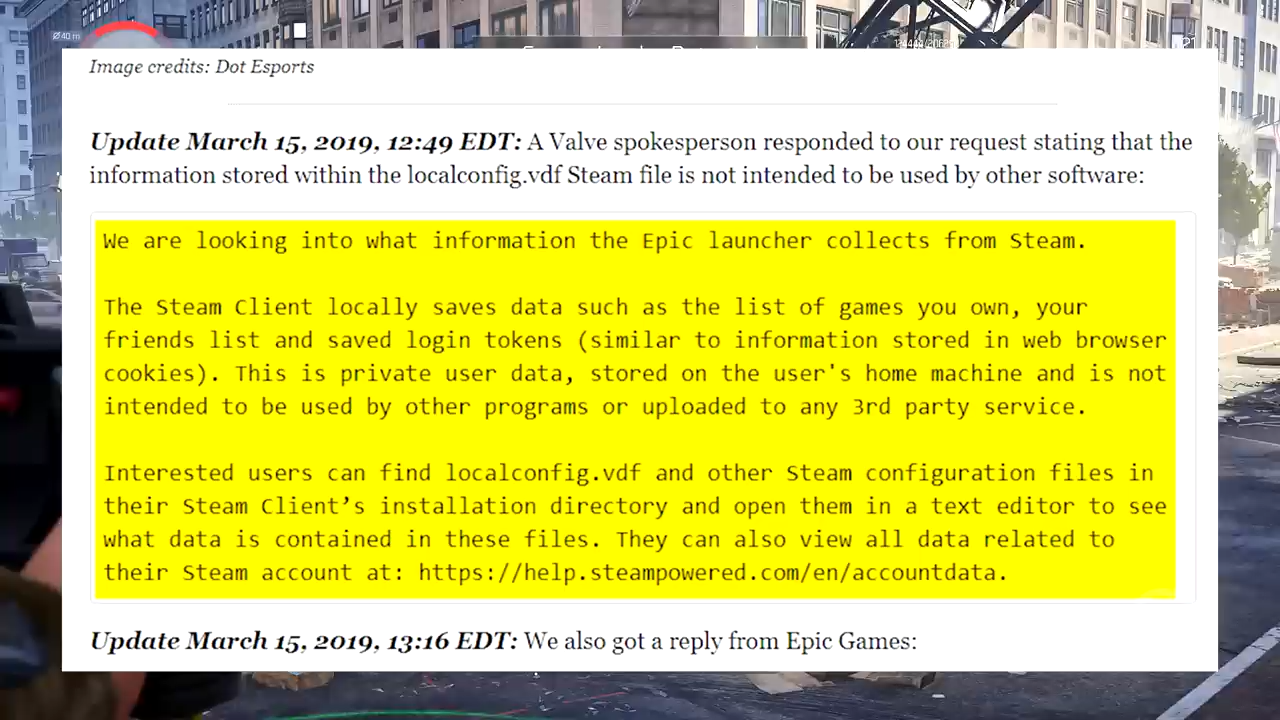 40 m
Image credits: Dot Esports
Update March 15, 2019, 12:49 EDT: A Valve spokesperson responded to our request stating that the
information stored within the localconfig.vdf Steam file is not intended to be used by other software:
We are looking into what information the Epic launcher collects from Steam.
The Steam Client locally saves data such as the list of games you own, your
friends list and saved login tokens (similar to information stored in web browser
cookies). This is private user data, stored on the user's home machine and is not
intended to be used by other programs or uploaded to any 3rd party service.
Interested users can find localconfig.vdf and other Steam configuration files in
their Steam Client’s installation directory and open them in a text editor to see
what data is contained in these files. They can also view all data related to
their Steam account at: https://help.steampowered.com/en/accountdata.
Update March 15, 2019, 13:16 EDT: We also got a reply from Epic Games: